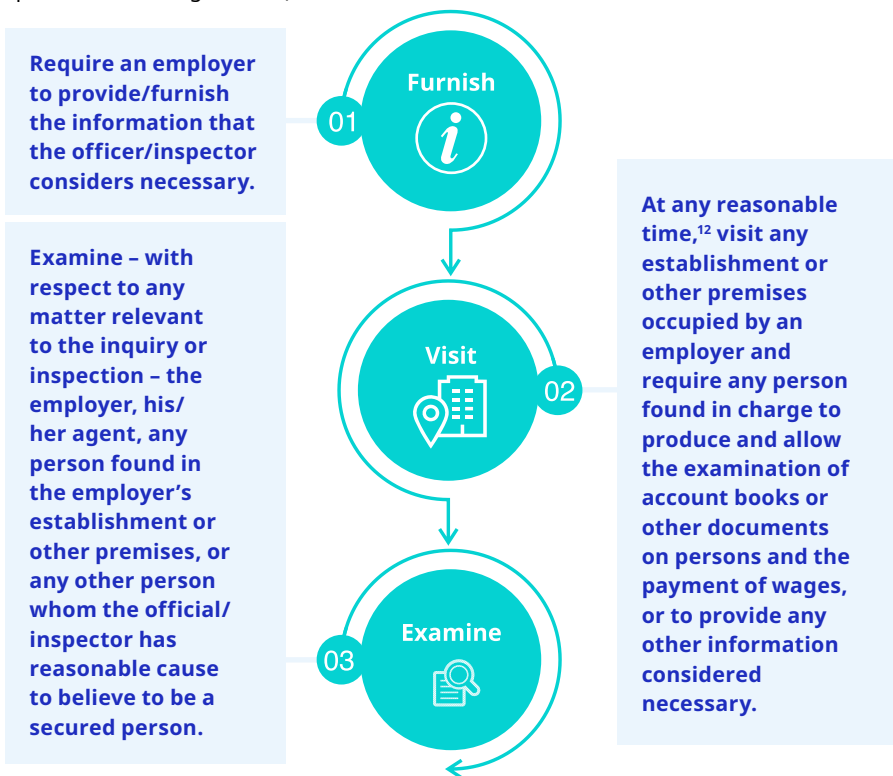 Require an employer
to provide/furnish
the information that
the officer/inspector
considers necessary.
01
Furnish
At any reasonable
time,¹² visit any
establishment or
other premises
occupied by an
employer and
require any person
found in charge to
produce and allow
the examination of
account books or
other documents
on persons and the
payment of wages,
or to provide any
other information
considered
necessary.
02
Visit
Examine – with
respect to any
matter relevant
to the inquiry or
inspection – the
employer, his/
her agent, any
person found in
the employer’s
establishment or
other premises, or
any other person
whom the official/
inspector has
reasonable cause
to believe to be a
secured person.
03
Examine